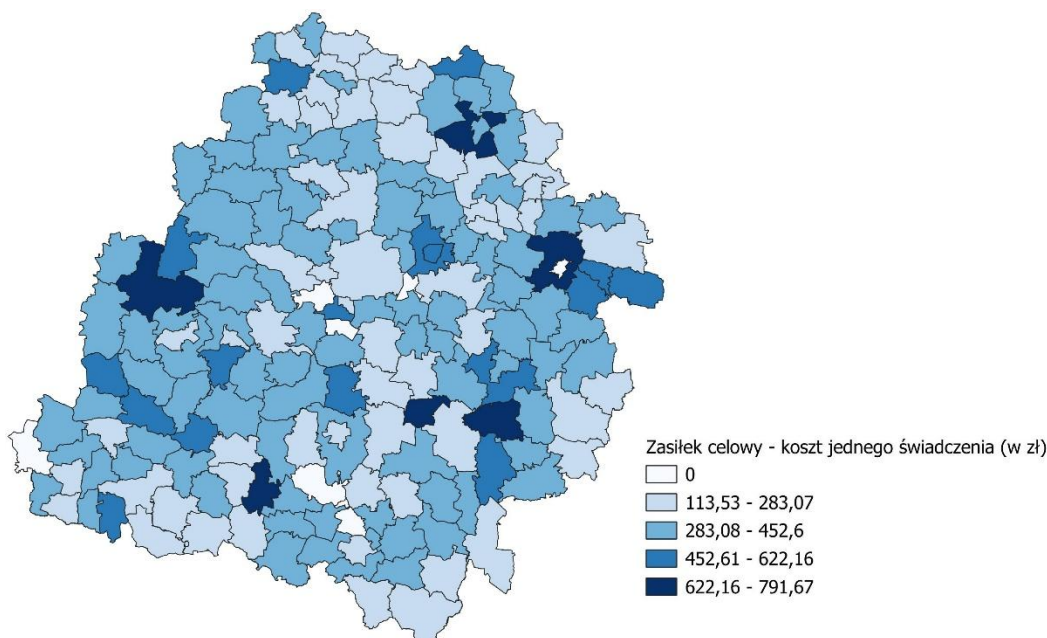 Zasiłek celowy - koszt jednego świadczenia (w zł)
0
113,53 - 283,07
283,08 - 452,6
452,61 - 622,16
622,16 - 791,67